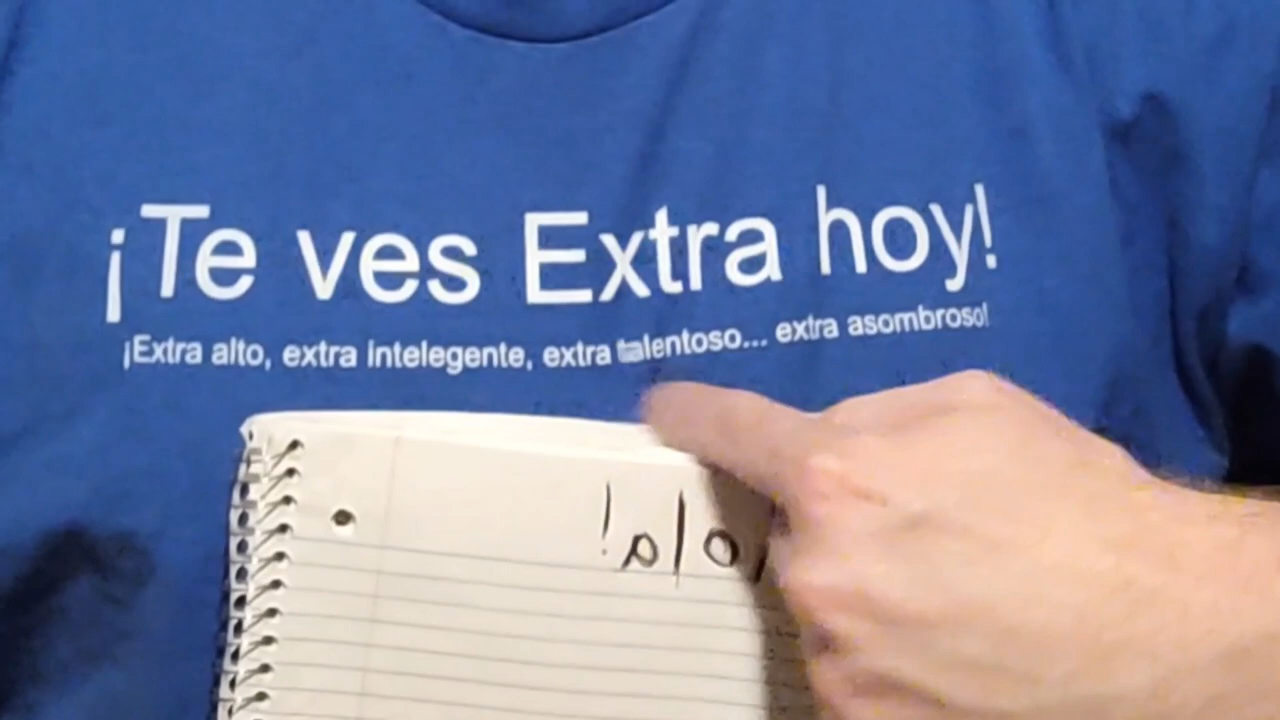 ¡Te ves Extra hoy!
¡Extra alto, extra intelegente, extra talentoso... extra asombroso!